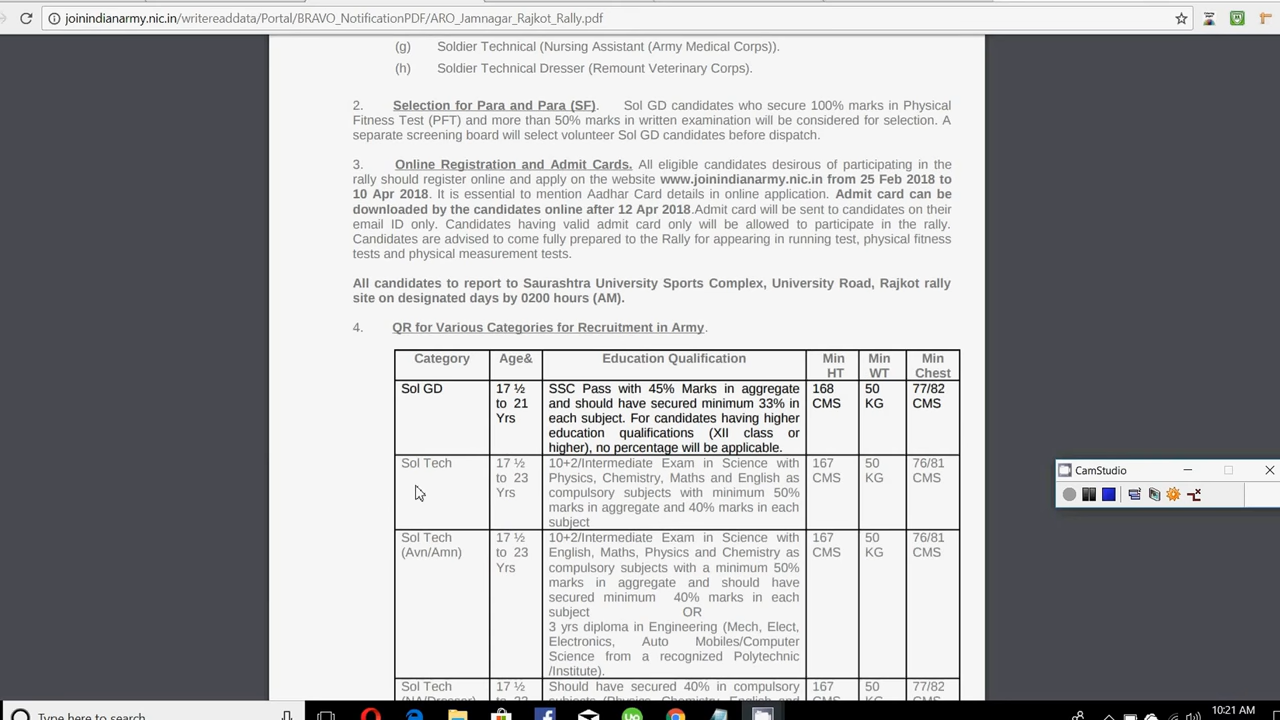 joinindianarmy.nic.in/writereaddata/Portal/BRAVO_NotificationPDF/ARO_Jamnagar_Rajkot_Rally.pdf
(g) Soldier Technical (Nursing Assistant (Army Medical Corps)).
(h) Soldier Technical Dresser (Remount Veterinary Corps).
2. Selection for Para and Para (SF). Sol GD candidates who secure 100% marks in Physical
Fitness Test (PFT) and more than 50% marks in written examination will be considered for selection. A
separate screening board will select volunteer Sol GD candidates before dispatch.
3. Online Registration and Admit Cards. All eligible candidates desirous of participating in the
rally should register online and apply on the website www.joinindianarmy.nic.in from 25 Feb 2018 to
10 Apr 2018. It is essential to mention Aadhar Card details in online application. Admit card can be
downloaded by the candidates online after 12 Apr 2018.Admit card will be sent to candidates on their
email ID only. Candidates having valid admit card only will be allowed to participate in the rally.
Candidates are advised to come fully prepared to the Rally for appearing in running test, physical fitness
tests and physical measurement tests.
All candidates to report to Saurashtra University Sports Complex, University Road, Rajkot rally
site on designated days by 0200 hours (AM).
4. QR for Various Categories for Recruitment in Army.
Category Age& Education Qualification Min Min Min
HT WT Chest
Sol GD 17 ½ SSC Pass with 45% Marks in aggregate 168 50 77/82
to 21 and should have secured minimum 33% in CMS KG CMS
Yrs each subject. For candidates having higher
education qualifications (XII class or
higher), no percentage will be applicable.
Sol Tech 17 ½ 10+2/Intermediate Exam in Science with 167 50 76/81
to 23 Physics, Chemistry, Maths and English as CMS KG CMS
Yrs compulsory subjects with minimum 50%
marks in aggregate and 40% marks in each
subject
Sol Tech 17 ½ 10+2/Intermediate Exam in Science with 167 50 76/81
(Avn/Amn) to 23 English, Maths, Physics and Chemistry as CMS KG CMS
Yrs compulsory subjects with a minimum 50%
marks in aggregate and should have
secured minimum 40% marks in each
subject OR
3 yrs diploma in Engineering (Mech, Elect,
Electronics, Auto Mobiles/Computer
Science from a recognized Polytechnic
/Institute).
Sol Tech 17 ½ Should have secured 40% in compulsory 167 50 77/82
CamStudio
Type here to search
10:21 AM